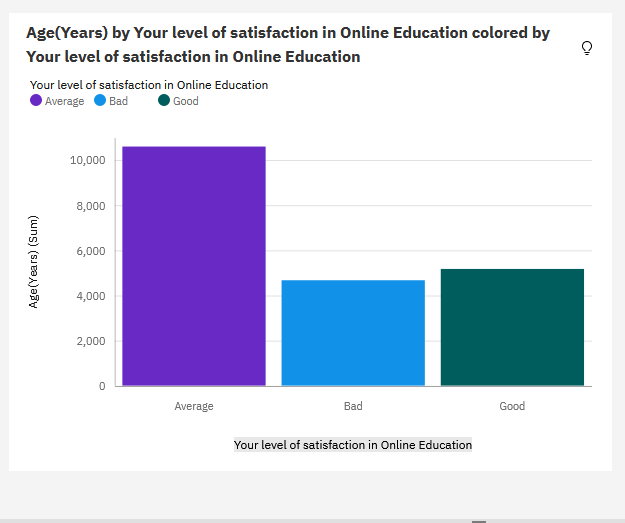 Age(Years) by Your level of satisfaction in Online Education colored by
Your level of satisfaction in Online Education
Your level of satisfaction in Online Education
Average Bad Good
10,000
8,000
6,000
4,000
2,000
0
Age(Years) (Sum)
Average Bad Good
Your level of satisfaction in Online Education